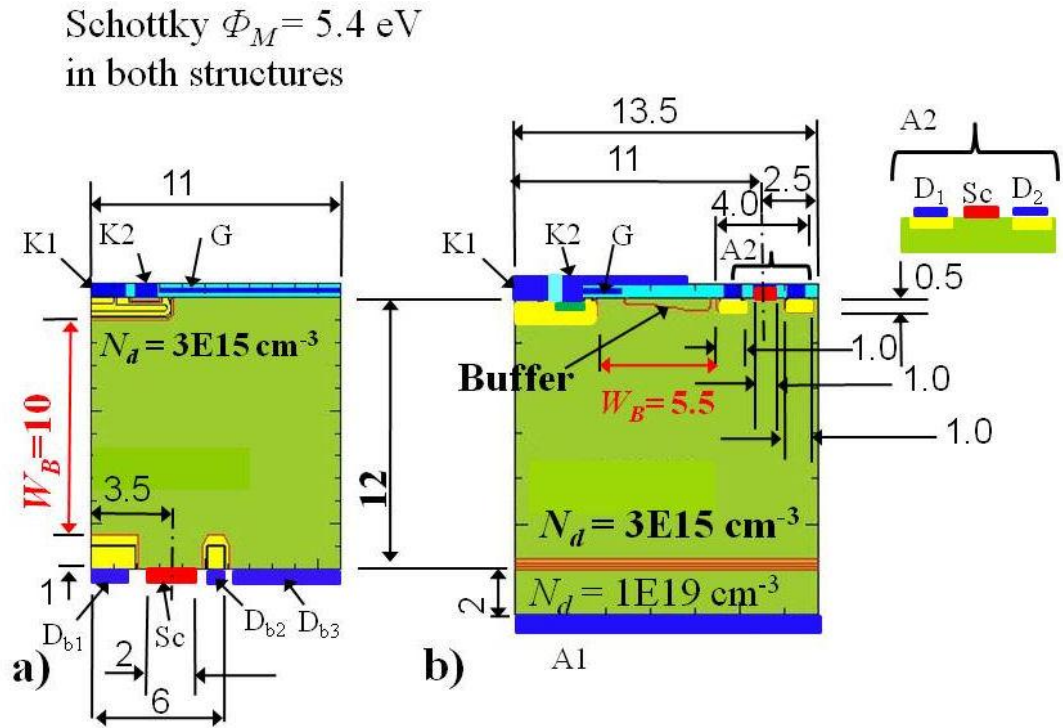 Schottky Φ_M = 5.4 eV
in both structures
13.5
A2
11
11
2.5
D₁ Sc D₂
K2
G
4.0
K1
K2
G
A2
K1
0.5
N_d = 3E15 cm⁻³
Buffer
1.0
W_B=10
W_B= 5.5
1.0
1.0
3.5
12
N_d = 3E15 cm⁻³
1
2
N_d = 1E19 cm⁻³
D_b1
Sc
D_b2
D_b3
a)
2
b)
A1
6